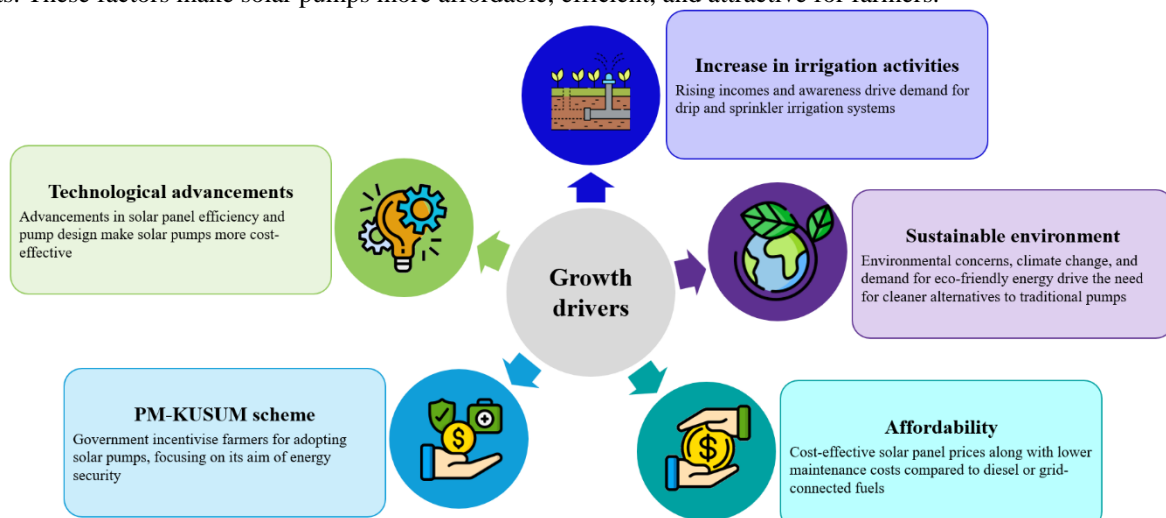 ts. These factors make solar pumps more affordable, efficient, and attractive for farmers.
Increase in irrigation activities
Rising incomes and awareness drive demand for
drip and sprinkler irrigation systems
Technological advancements
Advancements in solar panel efficiency and
pump design make solar pumps more cost-
effective
Sustainable environment
Environmental concerns, climate change, and
demand for eco-friendly energy drive the need
for cleaner alternatives to traditional pumps
Growth
drivers
PM-KUSUM scheme
Government incentivise farmers for adopting
solar pumps, focusing on its aim of energy
security
Affordability
Cost-effective solar panel prices along with lower
maintenance costs compared to diesel or grid-
connected fuels